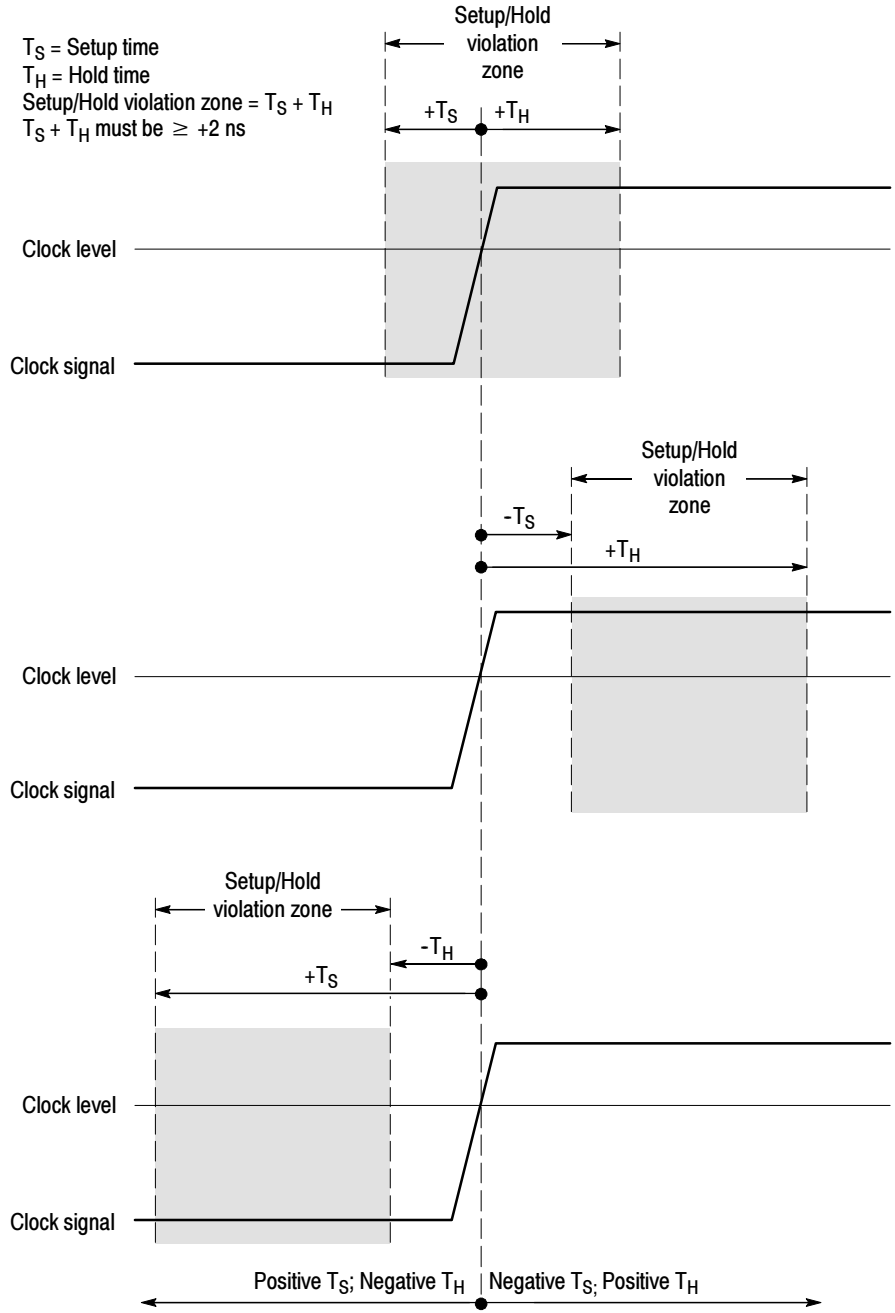 T_S = Setup time
T_H = Hold time
Setup/Hold violation zone = T_S + T_H
T_S + T_H must be ≥ +2 ns
Setup/Hold
violation
zone
+T_S +T_H
Clock level
Clock signal
Setup/Hold
violation
zone
-T_S
+T_H
Clock level
Clock signal
Setup/Hold
violation zone
-T_H
+T_S
Clock level
Clock signal
Positive T_S; Negative T_H Negative T_S; Positive T_H